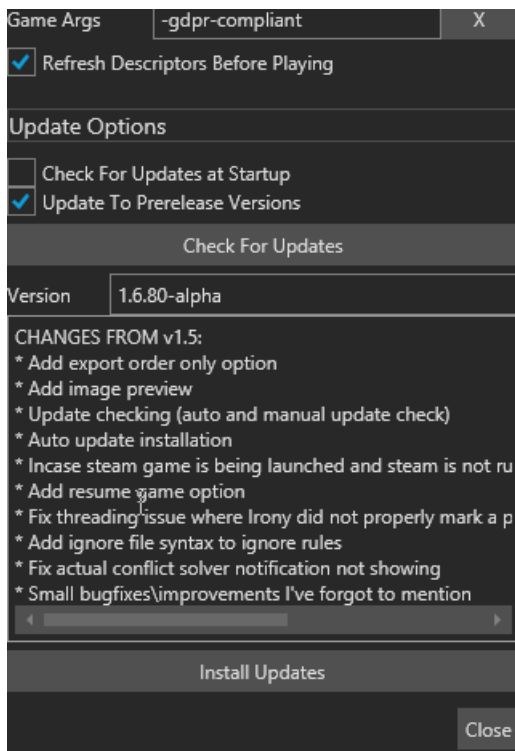 Game Args -gdpr-compliant X
Refresh Descriptors Before Playing
Update Options
Check For Updates at Startup
Update To Prerelease Versions
Check For Updates
Version 1.6.80-alpha
CHANGES FROM v1.5:
* Add export order only option
* Add image preview
* Update checking (auto and manual update check)
* Auto update installation
* Incase steam game is being launched and steam is not ru
* Add resume game option
* Fix threading issue where Irony did not properly mark a p
* Add ignore file syntax to ignore rules
* Fix actual conflict solver notification not showing
* Small bugfixes\improvements I've forgot to mention
Install Updates
Close